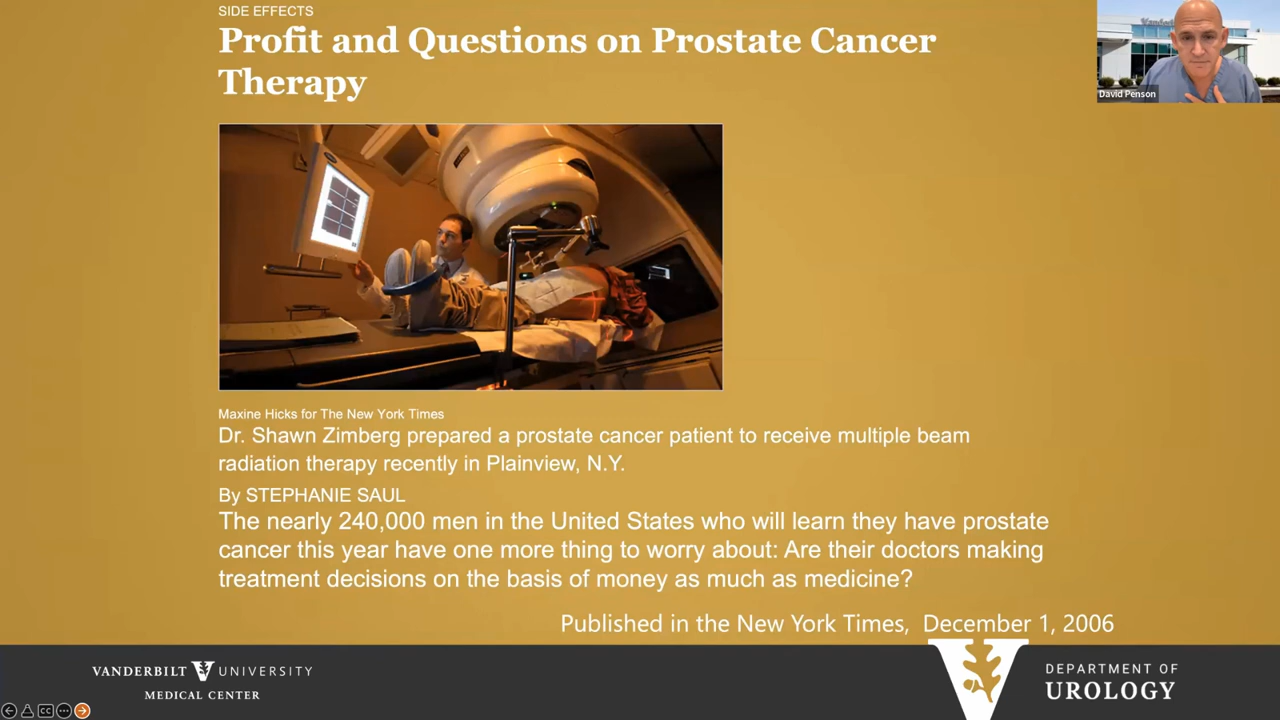 SIDE EFFECTS
Profit and Questions on Prostate Cancer
Therapy
David Penson
Maxine Hicks for The New York Times
Dr. Shawn Zimberg prepared a prostate cancer patient to receive multiple beam
radiation therapy recently in Plainview, N.Y.
By STEPHANIE SAUL
The nearly 240,000 men in the United States who will learn they have prostate
cancer this year have one more thing to worry about: Are their doctors making
treatment decisions on the basis of money as much as medicine?
Published in the New York Times, December 1, 2006
VANDERBILT V UNIVERSITY
MEDICAL CENTER
DEPARTMENT OF
UROLOGY